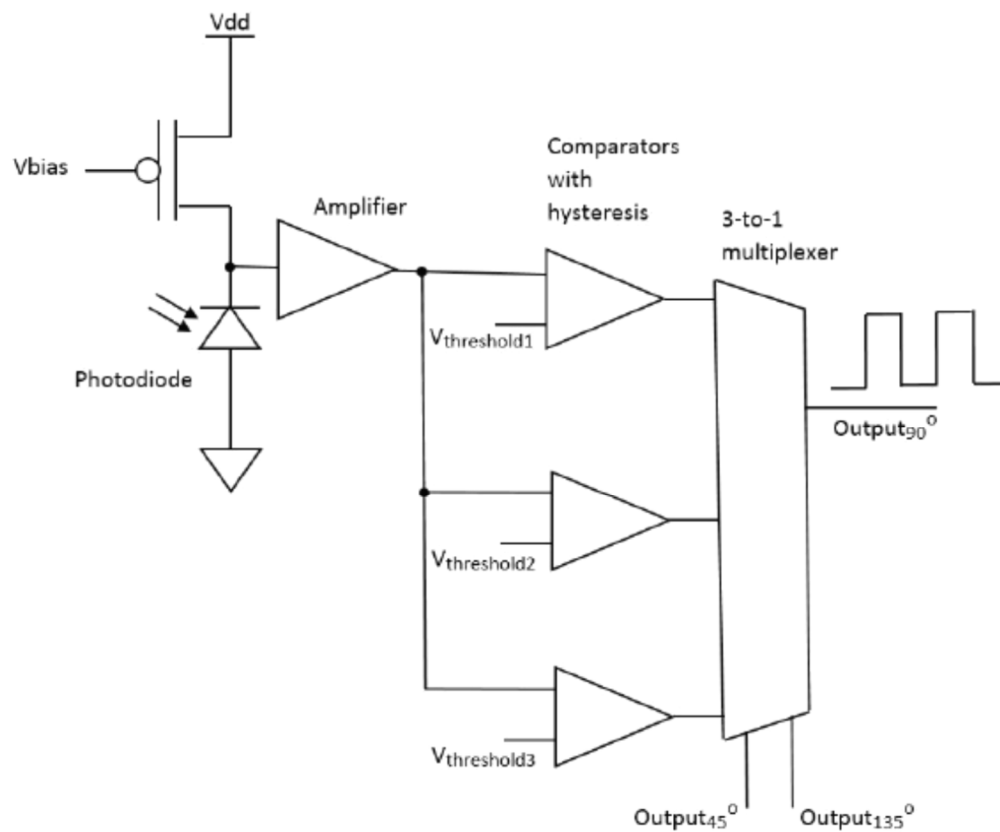 Vdd
Vbias
Amplifier
Comparators
with
hysteresis
3-to-1
multiplexer
Vthreshold1
Photodiode
Output90°
Vthreshold2
Vthreshold3
Output45°
Output135°